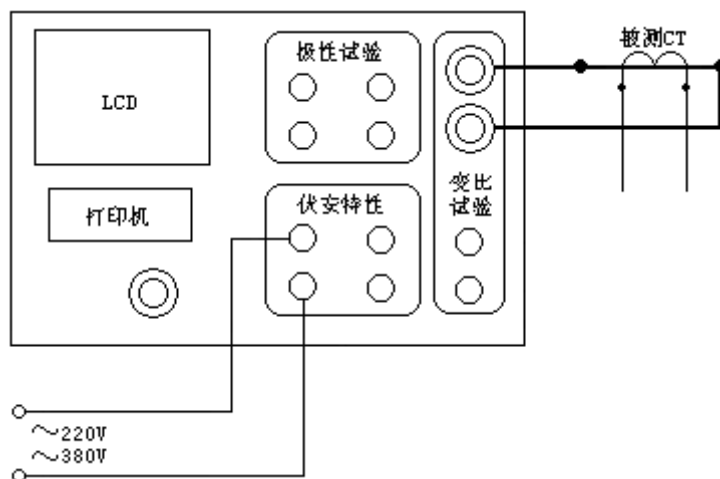 极性试验
被测CT
LCD
变比
试验
打印机
伏安特性
～220V
～380V